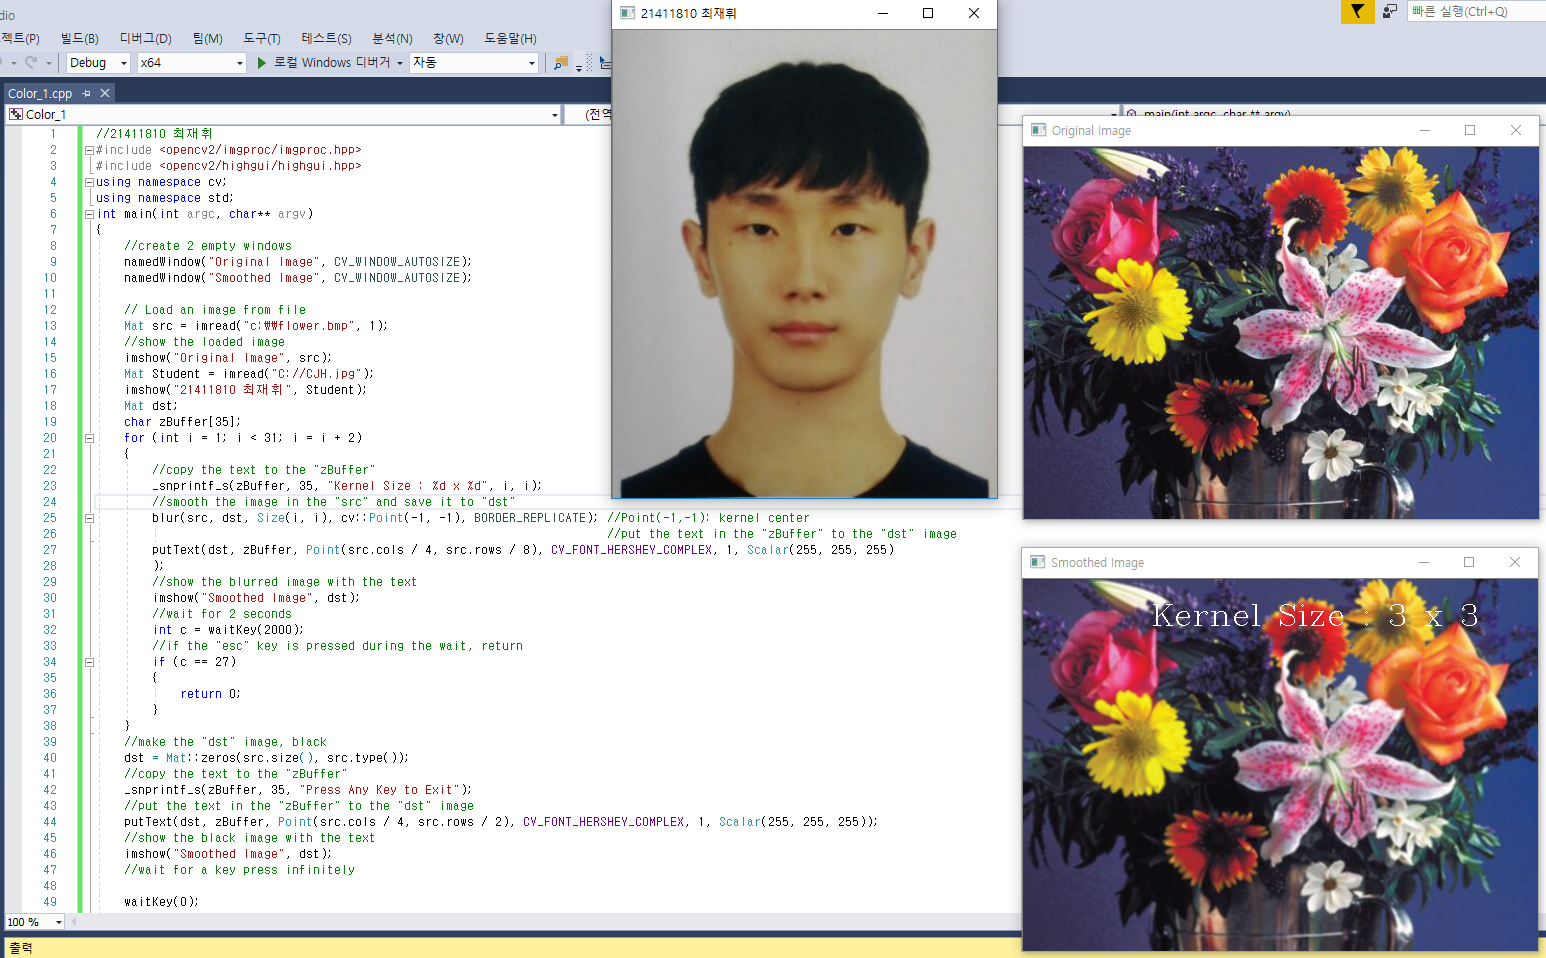 dio
젝트(P) 빌드(B) 디버그(D) 팀(M) 도구(T) 테스트(S) 분석(N) 창(W) 도움말(H)
빠른 실행(Ctrl+Q)
Debug x64 로컬 Windows 디버거 자동
Color_1.cpp
Color_1 (전역 main(int argc, char ** argv)
1 //21411810 최재휘
2 #include <opencv2/imgproc/imgproc.hpp>
3 #include <opencv2/highgui/highgui.hpp>
4 using namespace cv;
5 using namespace std;
6 int main(int argc, char** argv)
7 {
8 //create 2 empty windows
9 namedWindow("Original Image", CV_WINDOW_AUTOSIZE);
10 namedWindow("Smoothed Image", CV_WINDOW_AUTOSIZE);
11
12 // Load an image from file
13 Mat src = imread("c:₩₩flower.bmp", 1);
14 //show the loaded image
15 imshow("Original Image", src);
16 Mat Student = imread("C://CJH.jpg");
17 imshow("21411810 최재휘", Student);
18 Mat dst;
19 char zBuffer[35];
20 for (int i = 1; i < 31; i = i + 2)
21 {
22 //copy the text to the "zBuffer"
23 _snprintf_s(zBuffer, 35, "Kernel Size : %d x %d", i, i);
24 //smooth the image in the "src" and save it to "dst"
25 blur(src, dst, Size(i, i), cv::Point(-1, -1), BORDER_REPLICATE); //Point(-1,-1): kernel center
26 //put the text in the "zBuffer" to the "dst" image
27 putText(dst, zBuffer, Point(src.cols / 4, src.rows / 8), CV_FONT_HERSHEY_COMPLEX, 1, Scalar(255, 255, 255)
28 );
29 //show the blurred image with the text
30 imshow("Smoothed Image", dst);
31 //wait for 2 seconds
32 int c = waitKey(2000);
33 //if the "esc" key is pressed during the wait, return
34 if (c == 27)
35 {
36 return 0;
37 }
38 }
39 //make the "dst" image, black
40 dst = Mat::zeros(src.size(), src.type());
41 //copy the text to the "zBuffer"
42 _snprintf_s(zBuffer, 35, "Press Any Key to Exit");
43 //put the text in the "zBuffer" to the "dst" image
44 putText(dst, zBuffer, Point(src.cols / 4, src.rows / 2), CV_FONT_HERSHEY_COMPLEX, 1, Scalar(255, 255, 255));
45 //show the black image with the text
46 imshow("Smoothed Image", dst);
47 //wait for a key press infinitely
48
49 waitKey(0);
100 %
출력
21411810 최재휘
Original Image
Smoothed Image
Kernel Size : 3 x 3